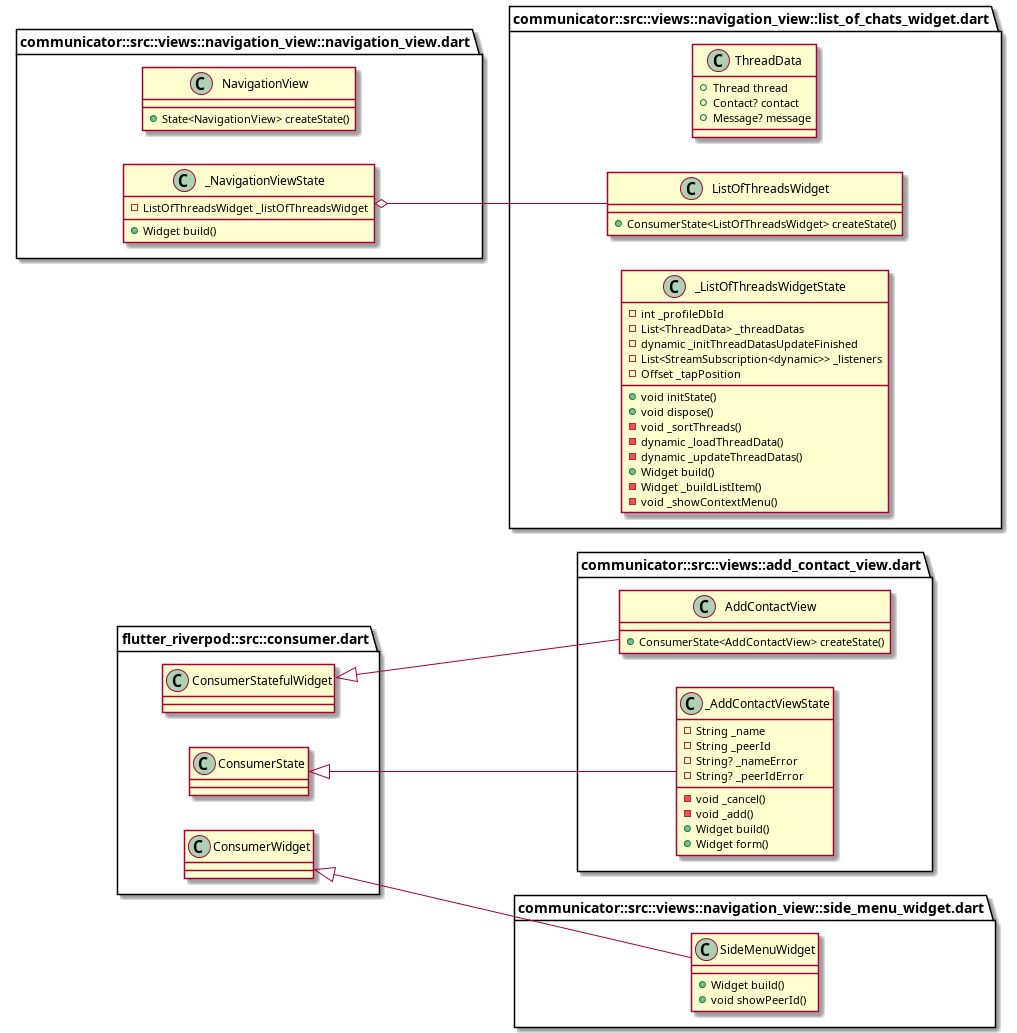 communicator::src::views::navigation_view::navigation_view.dart
C NavigationView
State<NavigationView> createState()
C _NavigationViewState
ListOfThreadsWidget _listOfThreadsWidget
Widget build()
communicator::src::views::navigation_view::list_of_chats_widget.dart
C ThreadData
Thread thread
Contact? contact
Message? message
C ListOfThreadsWidget
ConsumerState<ListOfThreadsWidget> createState()
C _ListOfThreadsWidgetState
int _profileDbId
List<ThreadData> _threadDatas
dynamic _initThreadDatasUpdateFinished
List<StreamSubscription<dynamic>> _listeners
Offset _tapPosition
void initState()
void dispose()
void _sortThreads()
dynamic _loadThreadData()
dynamic _updateThreadDatas()
Widget build()
Widget _buildListItem()
void _showContextMenu()
flutter_riverpod::src::consumer.dart
C ConsumerStatefulWidget
C ConsumerState
C ConsumerWidget
communicator::src::views::add_contact_view.dart
C AddContactView
ConsumerState<AddContactView> createState()
C _AddContactViewState
String _name
String _peerId
String? _nameError
String? _peerIdError
void _cancel()
void _add()
Widget build()
Widget form()
communicator::src::views::navigation_view::side_menu_widget.dart
C SideMenuWidget
Widget build()
void showPeerId()